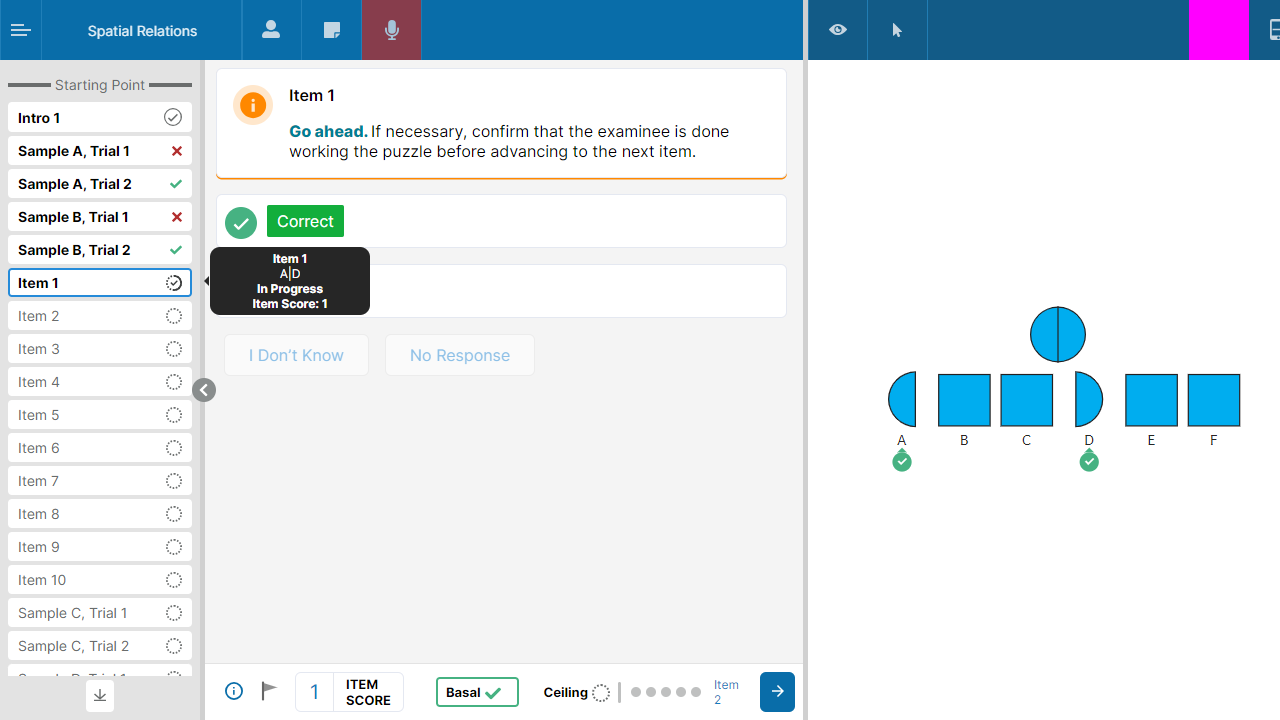 Spatial Relations
Starting Point
Intro 1
Sample A, Trial 1
Sample A, Trial 2
Sample B, Trial 1
Sample B, Trial 2
Item 1
Item 2
Item 3
Item 4
Item 5
Item 6
Item 7
Item 8
Item 9
Item 10
Sample C, Trial 1
Sample C, Trial 2
Item 1
Go ahead. If necessary, confirm that the examinee is done
working the puzzle before advancing to the next item.
Correct
Item 1
A|D
In Progress
Item Score: 1
I Don’t Know
No Response
1
ITEM
SCORE
Basal
Ceiling
Item
2
A B C D E F